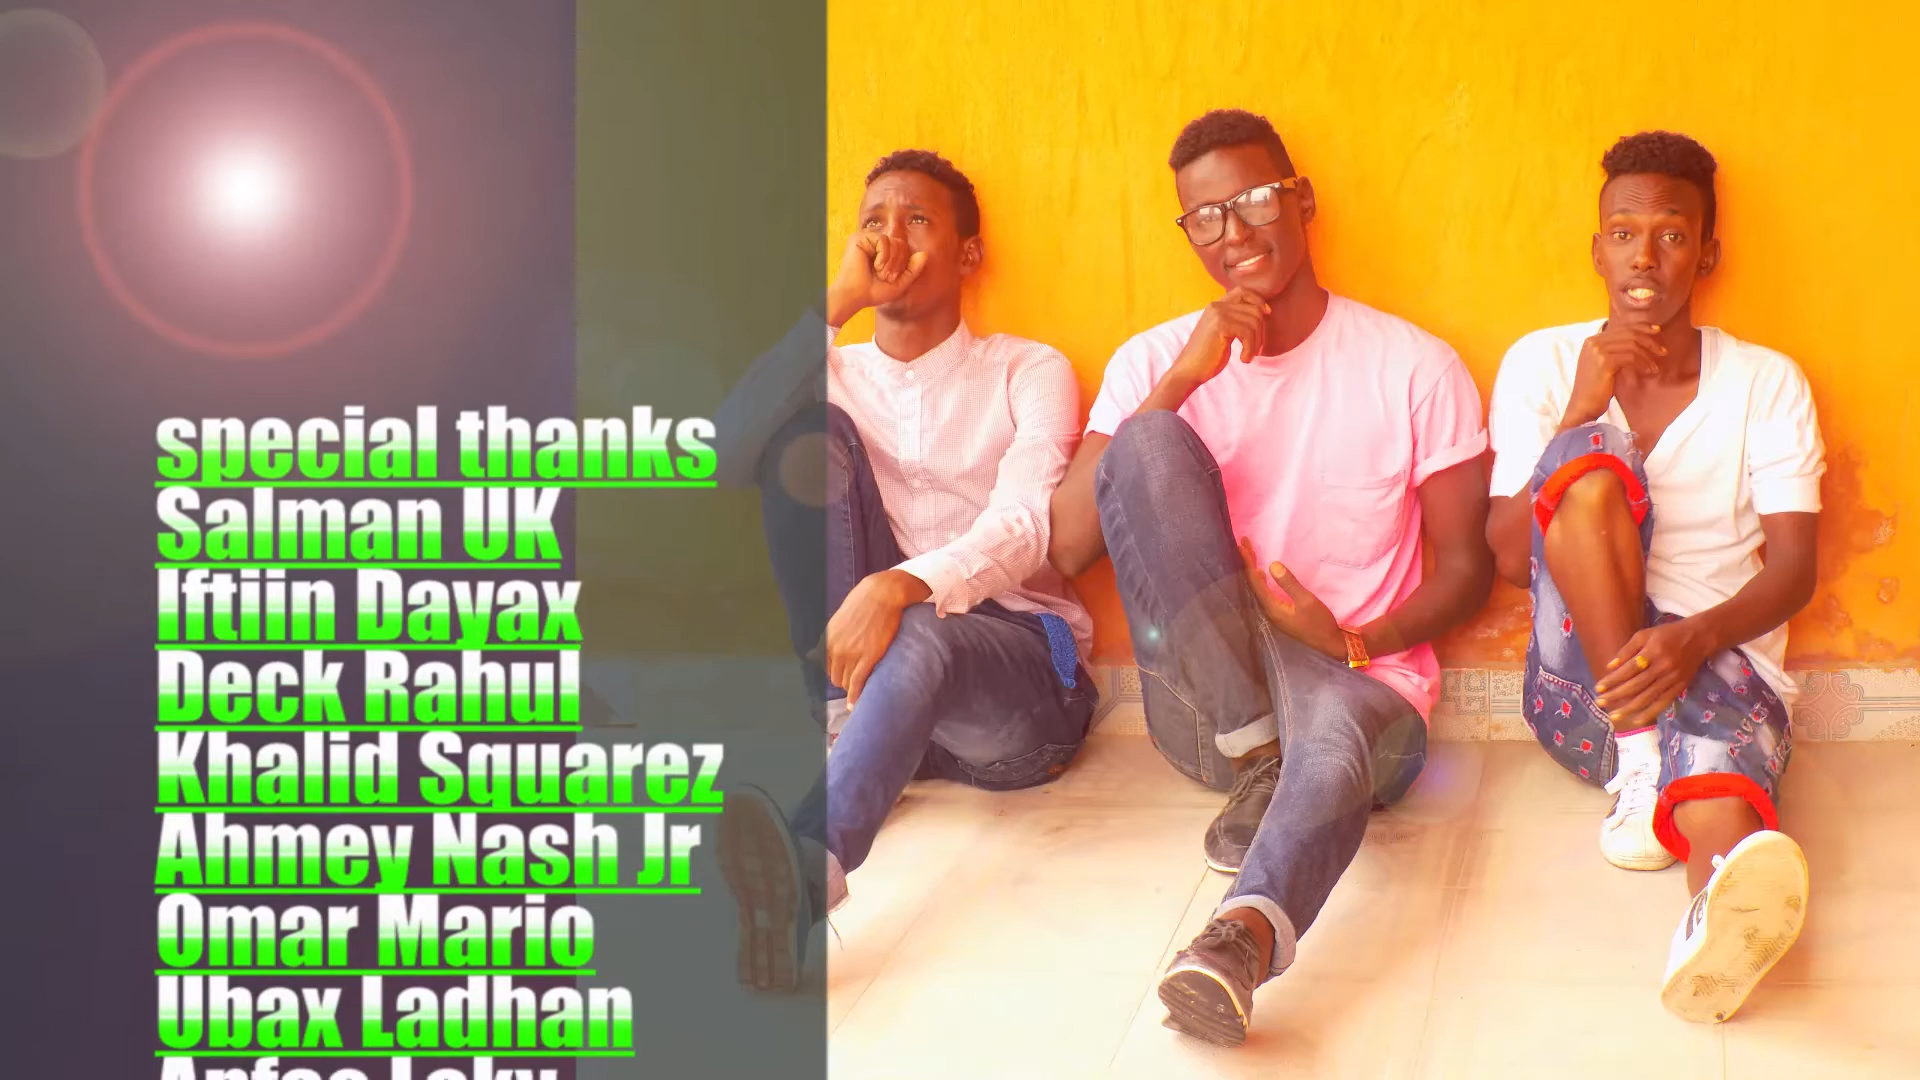 special thanks
Salman UK
Iftiin Dayax
Deck Rahul
Khalid Squarez
Ahmey Nash Jr
Omar Mario
Ubax Ladhan